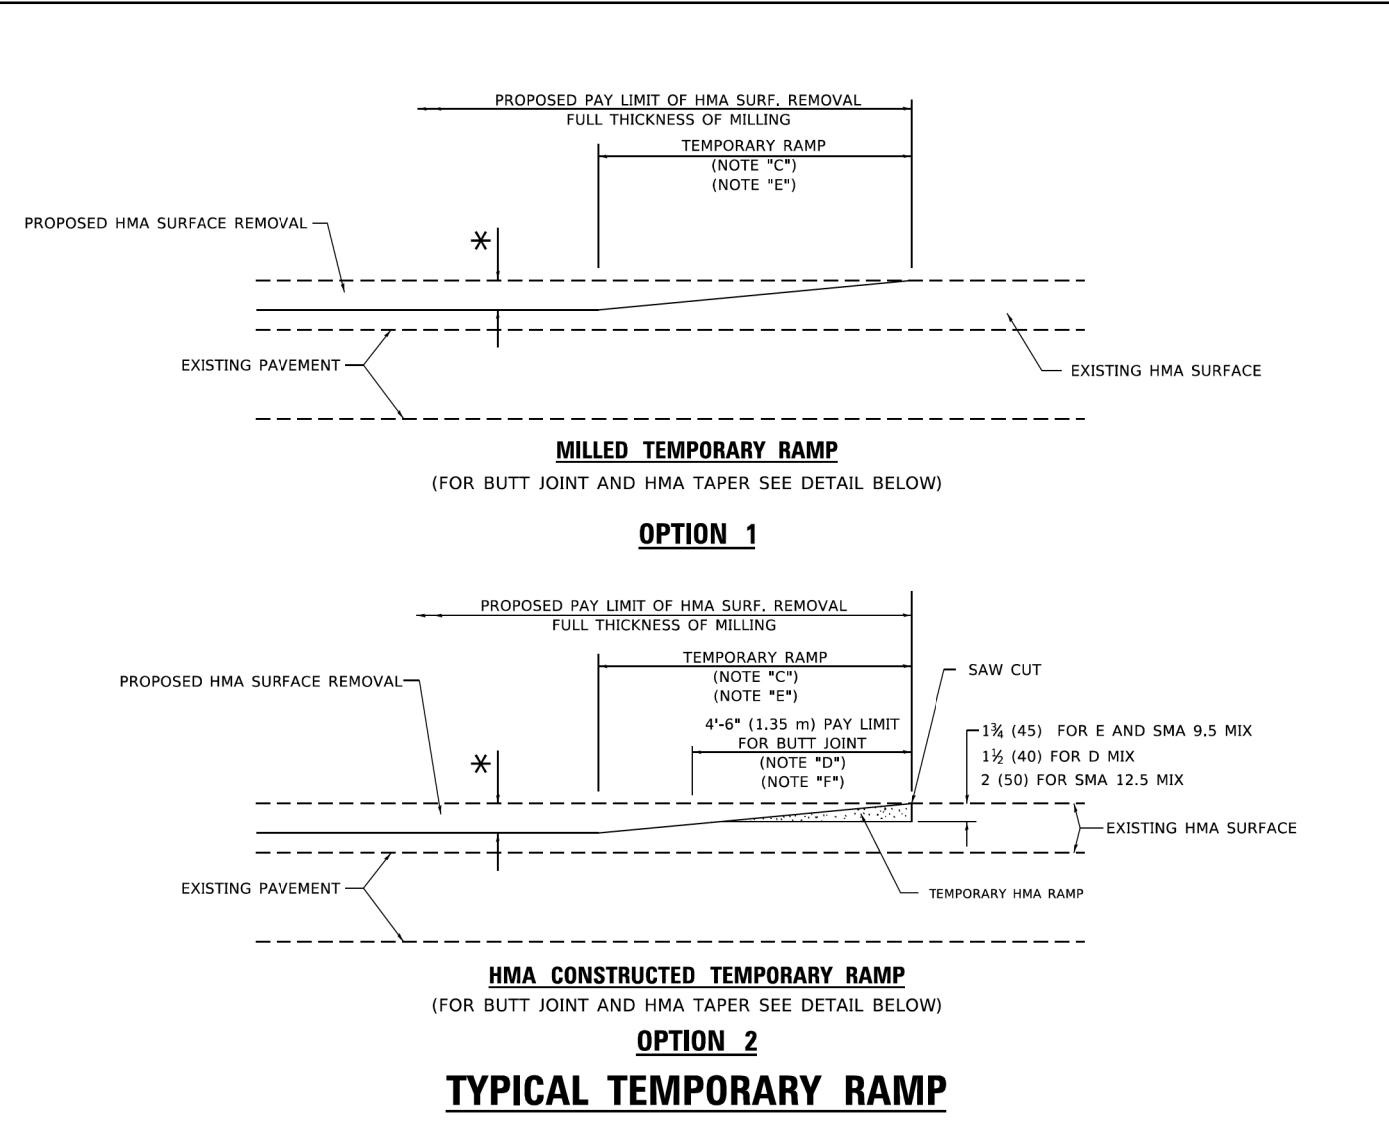 PROPOSED PAY LIMIT OF HMA SURF. REMOVAL
FULL THICKNESS OF MILLING
TEMPORARY RAMP
(NOTE "C")
(NOTE "E")
PROPOSED HMA SURFACE REMOVAL
*
EXISTING PAVEMENT
EXISTING HMA SURFACE
MILLED TEMPORARY RAMP
(FOR BUTT JOINT AND HMA TAPER SEE DETAIL BELOW)
OPTION 1
PROPOSED PAY LIMIT OF HMA SURF. REMOVAL
FULL THICKNESS OF MILLING
TEMPORARY RAMP
(NOTE "C")
(NOTE "E")
SAW CUT
PROPOSED HMA SURFACE REMOVAL
4'-6" (1.35 m) PAY LIMIT
FOR BUTT JOINT
(NOTE "D")
(NOTE "F")
1¾ (45) FOR E AND SMA 9.5 MIX
1½ (40) FOR D MIX
2 (50) FOR SMA 12.5 MIX
*
EXISTING HMA SURFACE
EXISTING PAVEMENT
TEMPORARY HMA RAMP
HMA CONSTRUCTED TEMPORARY RAMP
(FOR BUTT JOINT AND HMA TAPER SEE DETAIL BELOW)
OPTION 2
TYPICAL TEMPORARY RAMP